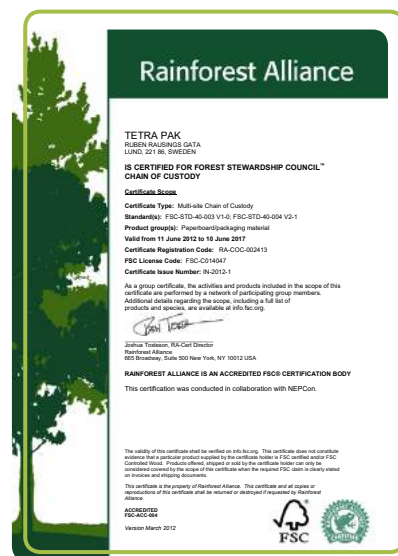 Rainforest Alliance
TETRA PAK
RUBEN RAUSINGS GATA
LUND, 221 86, SWEDEN
IS CERTIFIED FOR FOREST STEWARDSHIP COUNCIL™
CHAIN OF CUSTODY
Certificate Scope
Certificate Type: Multi-site Chain of Custody
Standard(s): FSC-STD-40-003 V1-0; FSC-STD-40-004 V2-1
Product group(s): Paperboard/packaging material
Valid from 11 June 2012 to 10 June 2017
Certificate Registration Code: RA-COC-002413
FSC License Code: FSC-C014047
Certificate Issue Number: IN-2012-1
As a group certificate, the activities and products included in the scope of this
certificate are performed by a network of participating group members.
Additional details regarding the scope, including a full list of
products and species, are available at info.fsc.org.
Joshua Tosteson, RA-Cert Director
Rainforest Alliance
665 Broadway, Suite 500 New York, NY 10012 USA
RAINFOREST ALLIANCE IS AN ACCREDITED FSC® CERTIFICATION BODY
This certification was conducted in collaboration with NEPCon.
The validity of this certificate shall be verified on info.fsc.org. This certificate does not constitute
evidence that a particular product supplied by the certificate holder is FSC certified and/or FSC
Controlled Wood. Products offered, shipped or sold by the certificate holder can only be
considered covered by the scope of this certificate when the required FSC claim is clearly stated
on invoices and shipping documents.
This certificate is the property of Rainforest Alliance. This certificate and all copies or
reproductions of this certificate shall be returned or destroyed if requested by Rainforest
Alliance.
ACCREDITED
FSC-ACC-004
Version March 2012
FSC